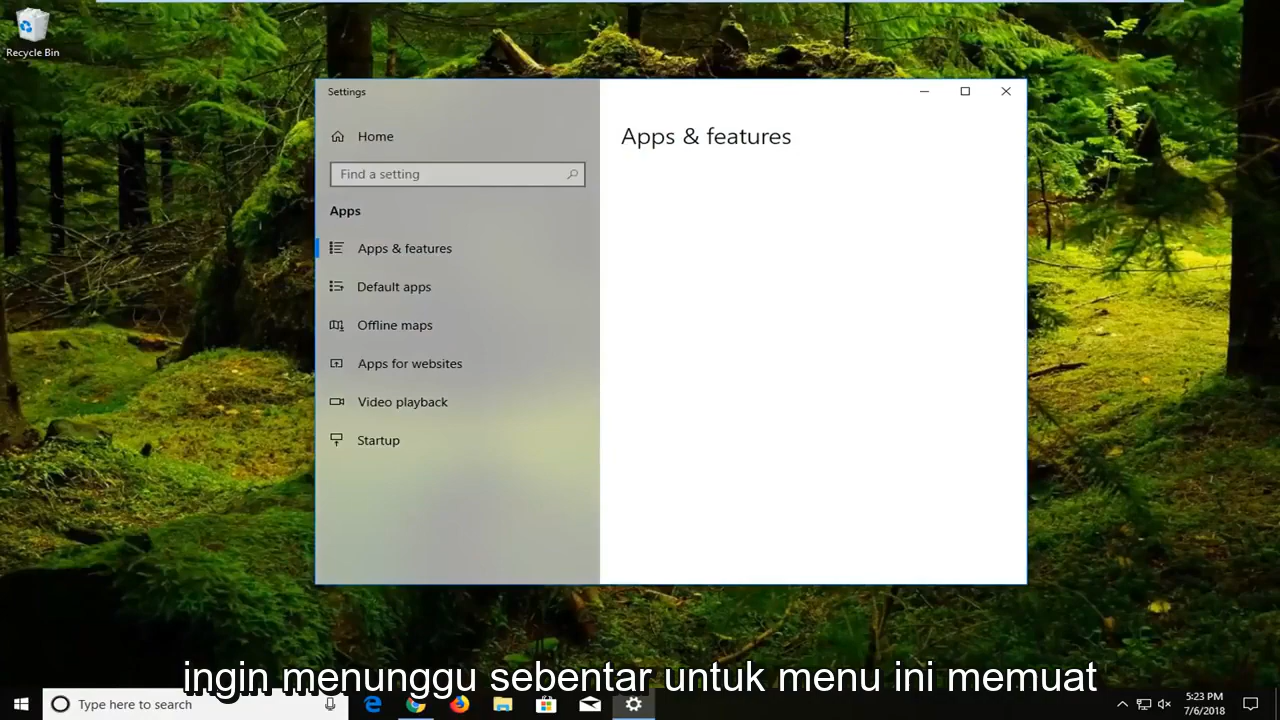 Recycle Bin
Settings
Home
Find a setting
Apps
Apps & features
Default apps
Offline maps
Apps for websites
Video playback
Startup
Apps & features
ingin menunggu sebentar untuk menu ini memuat
Type here to search
5:23 PM
7/6/2018